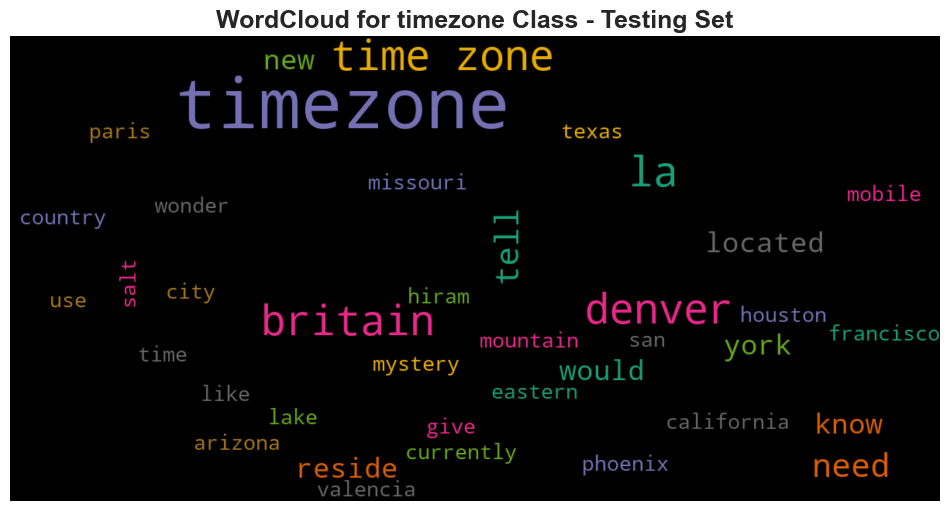 WordCloud for timezone Class - Testing Set
new time zone
timezone
paris
texas
la
missouri
mobile
wonder
country
tell
located
salt
city
use
hiram
britain
denver
houston
francisco
mountain
san
york
time
mystery
would
like
eastern
lake
give
california
know
arizona
currently
reside
phoenix
need
valencia